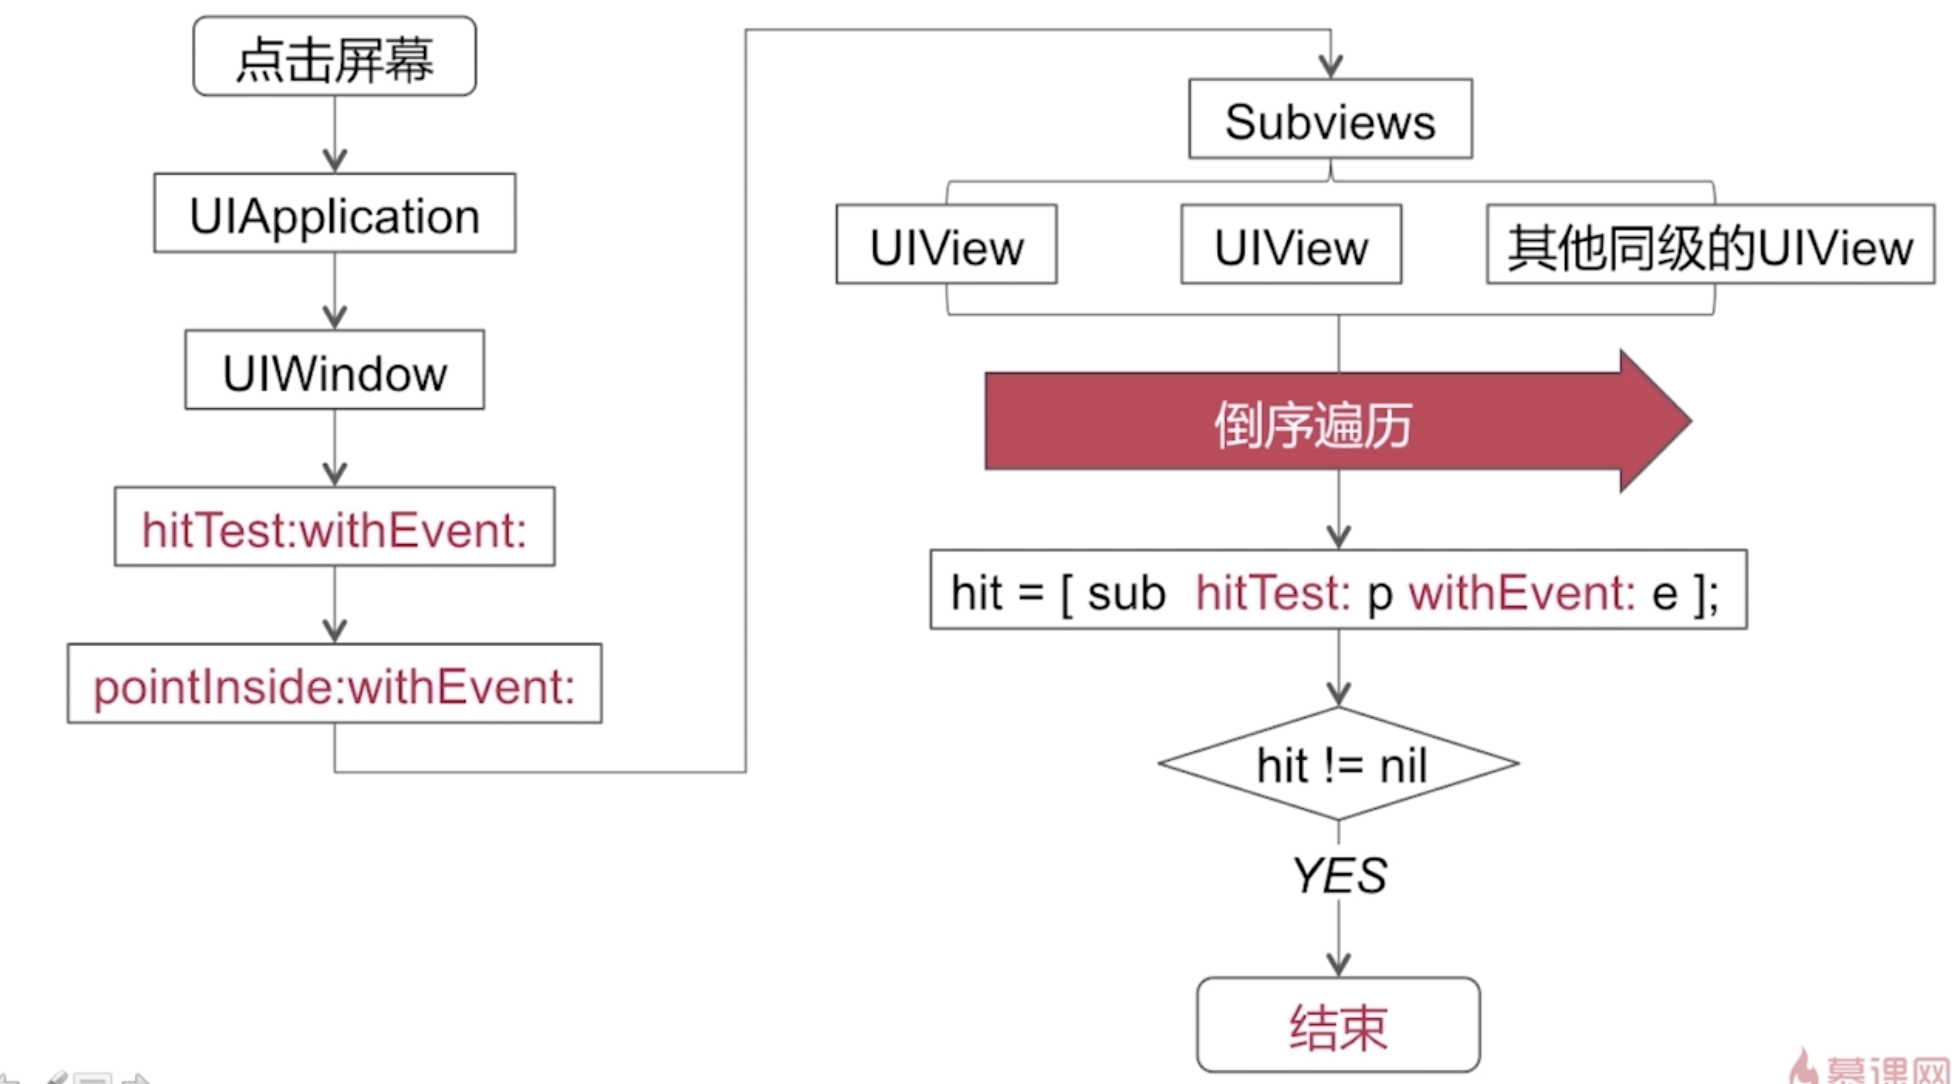 点击屏幕
UIApplication
UIWindow
hitTest:withEvent:
pointInside:withEvent:
Subviews
UIView
UIView
其他同级的UIView
倒序遍历
hit = [ sub hitTest: p withEvent: e ];
hit != nil
YES
结束
慕课网